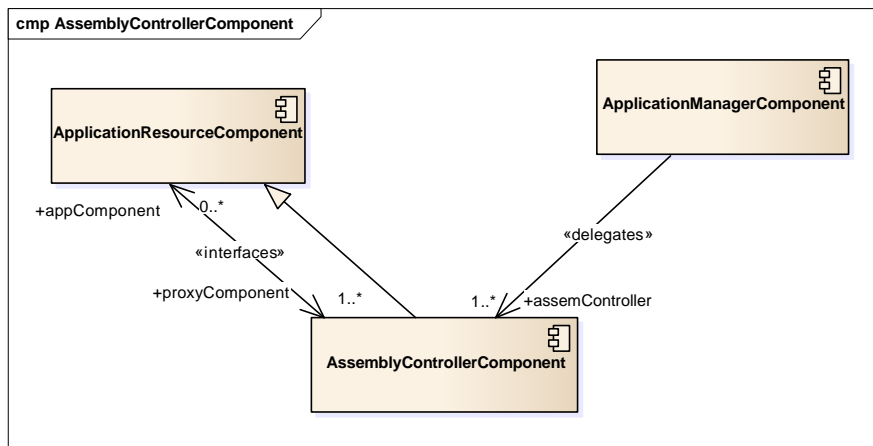 cmp AssemblyControllerComponent
ApplicationResourceComponent
ApplicationManagerComponent
+appComponent
0..*
«interfaces»
«delegates»
+proxyComponent
1..*
1..*
+assemController
AssemblyControllerComponent